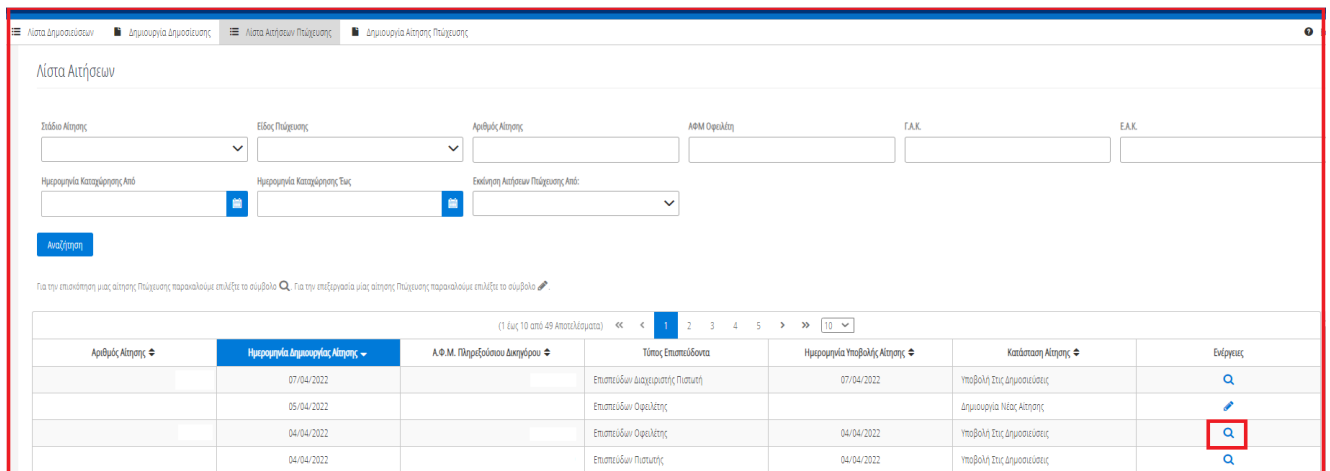 Λίστα Δημοσιεύσεων Δημιουργία Δημοσίευσης Λίστα Αιτήσεων Πτώχευσης Δημιουργία Αίτησης Πτώχευσης
Λίστα Αιτήσεων
Στάδιο Αίτησης Είδος Πτώχευσης Αριθμός Αίτησης ΑΦΜ Οφειλέτη Γ.Α.Κ. Ε.Α.Κ.
Ημερομηνία Καταχώρησης Από Ημερομηνία Καταχώρησης Έως Εκκίνηση Αιτήσεων Πτώχευσης Από:
Αναζήτηση
Για την επισκόπηση μιας αίτησης Πτώχευσης παρακαλούμε επιλέξτε το σύμβολο . Για την επεξεργασία μίας αίτησης Πτώχευσης παρακαλούμε επιλέξτε το σύμβολο .
(1 έως 10 από 49 Αποτελέσματα) 1 2 3 4 5 10
Αριθμός Αίτησης Ημερομηνία Δημιουργίας Αίτησης Α.Φ.Μ. Πληρεξούσιου Δικηγόρου Τύπος Επισπεύδοντα Ημερομηνία Υποβολής Αίτησης Κατάσταση Αίτησης Ενέργειες
07/04/2022 Επισπεύδων Διαχειριστής Πιστωτή 07/04/2022 Υποβολή Στις Δημοσιεύσεις
05/04/2022 Επισπεύδων Οφειλέτης Δημιουργία Νέας Αίτησης
04/04/2022 Επισπεύδων Οφειλέτης 04/04/2022 Υποβολή Στις Δημοσιεύσεις
04/04/2022 Επισπεύδων Πιστωτής 04/04/2022 Υποβολή Στις Δημοσιεύσεις